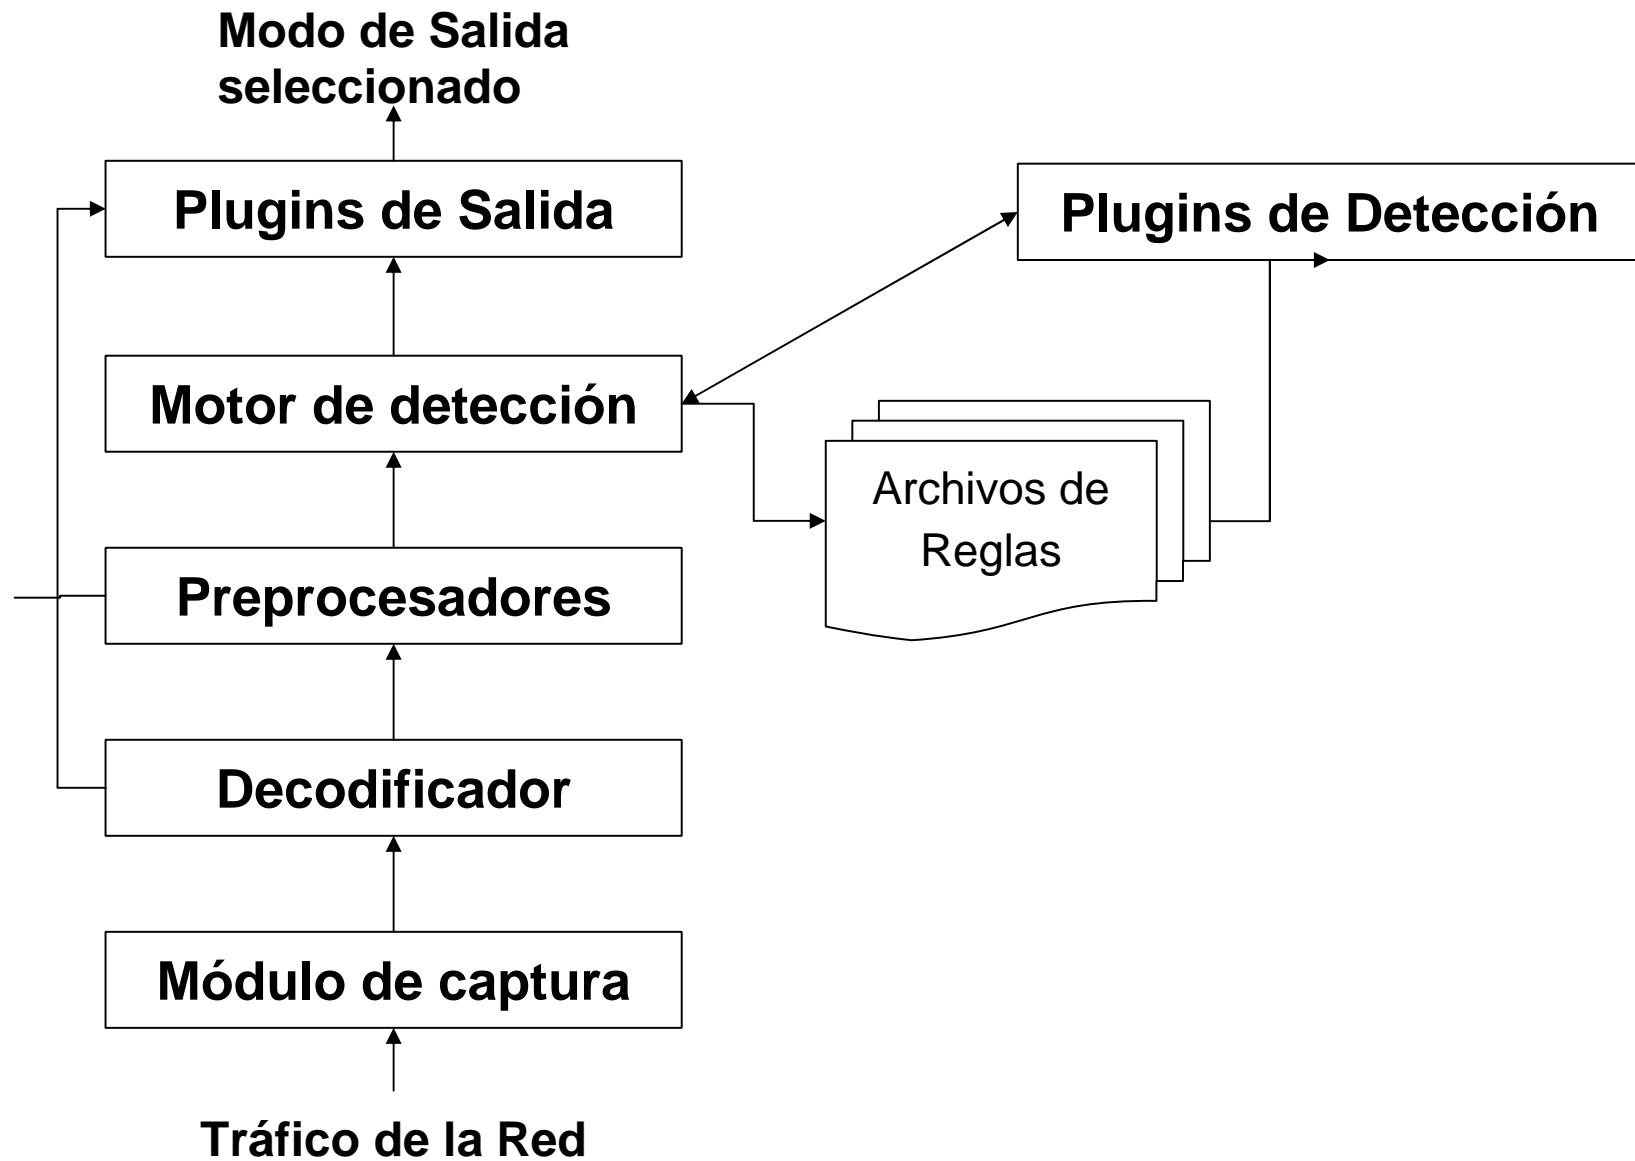 Modo de Salida
seleccionado
Plugins de Salida
Plugins de Detección
Motor de detección
Archivos de
Reglas
Preprocesadores
Decodificador
Módulo de captura
Tráfico de la Red